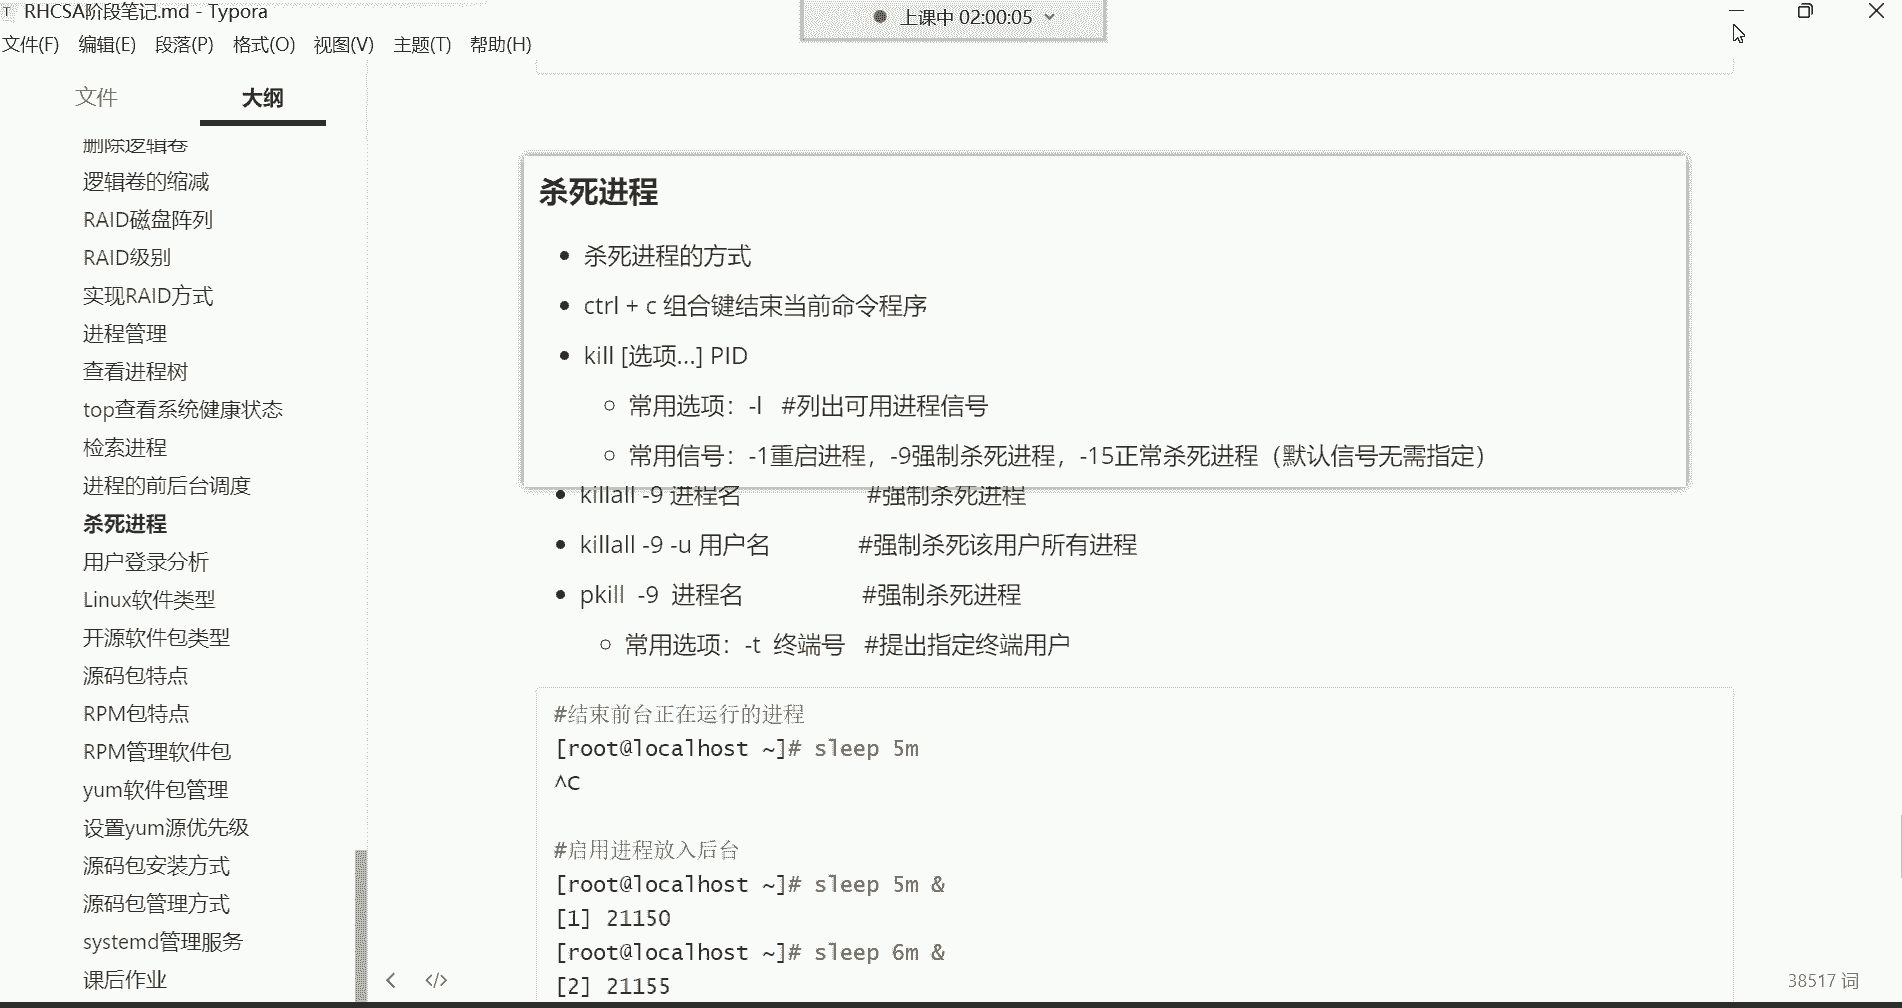 RHCSA阶段笔记.md - Typora
上课中 02:00:05
文件(F) 编辑(E) 段落(P) 格式(O) 视图(V) 主题(T) 帮助(H)
文件 大纲
删除逻辑卷
逻辑卷的缩减
RAID磁盘阵列
RAID级别
实现RAID方式
进程管理
查看进程树
top查看系统健康状态
检索进程
进程的前后台调度
杀死进程
用户登录分析
Linux软件类型
开源软件包类型
源码包特点
RPM包特点
RPM管理软件包
yum软件包管理
设置yum源优先级
源码包安装方式
源码包管理方式
systemd管理服务
课后作业
杀死进程
杀死进程的方式
ctrl + c 组合键结束当前命令程序
kill [选项...] PID
常用选项：-l #列出可用进程信号
常用信号：-1重启进程，-9强制杀死进程，-15正常杀死进程（默认信号无需指定）
killall -9 进程名 #强制杀死进程
killall -9 -u 用户名 #强制杀死该用户所有进程
pkill -9 进程名 #强制杀死进程
常用选项：-t 终端号 #提出指定终端用户
#结束前台正在运行的进程
[root@localhost ~]# sleep 5m
^C
#启用进程放入后台
[root@localhost ~]# sleep 5m &
[1] 21150
[root@localhost ~]# sleep 6m &
[2] 21155
38517 词